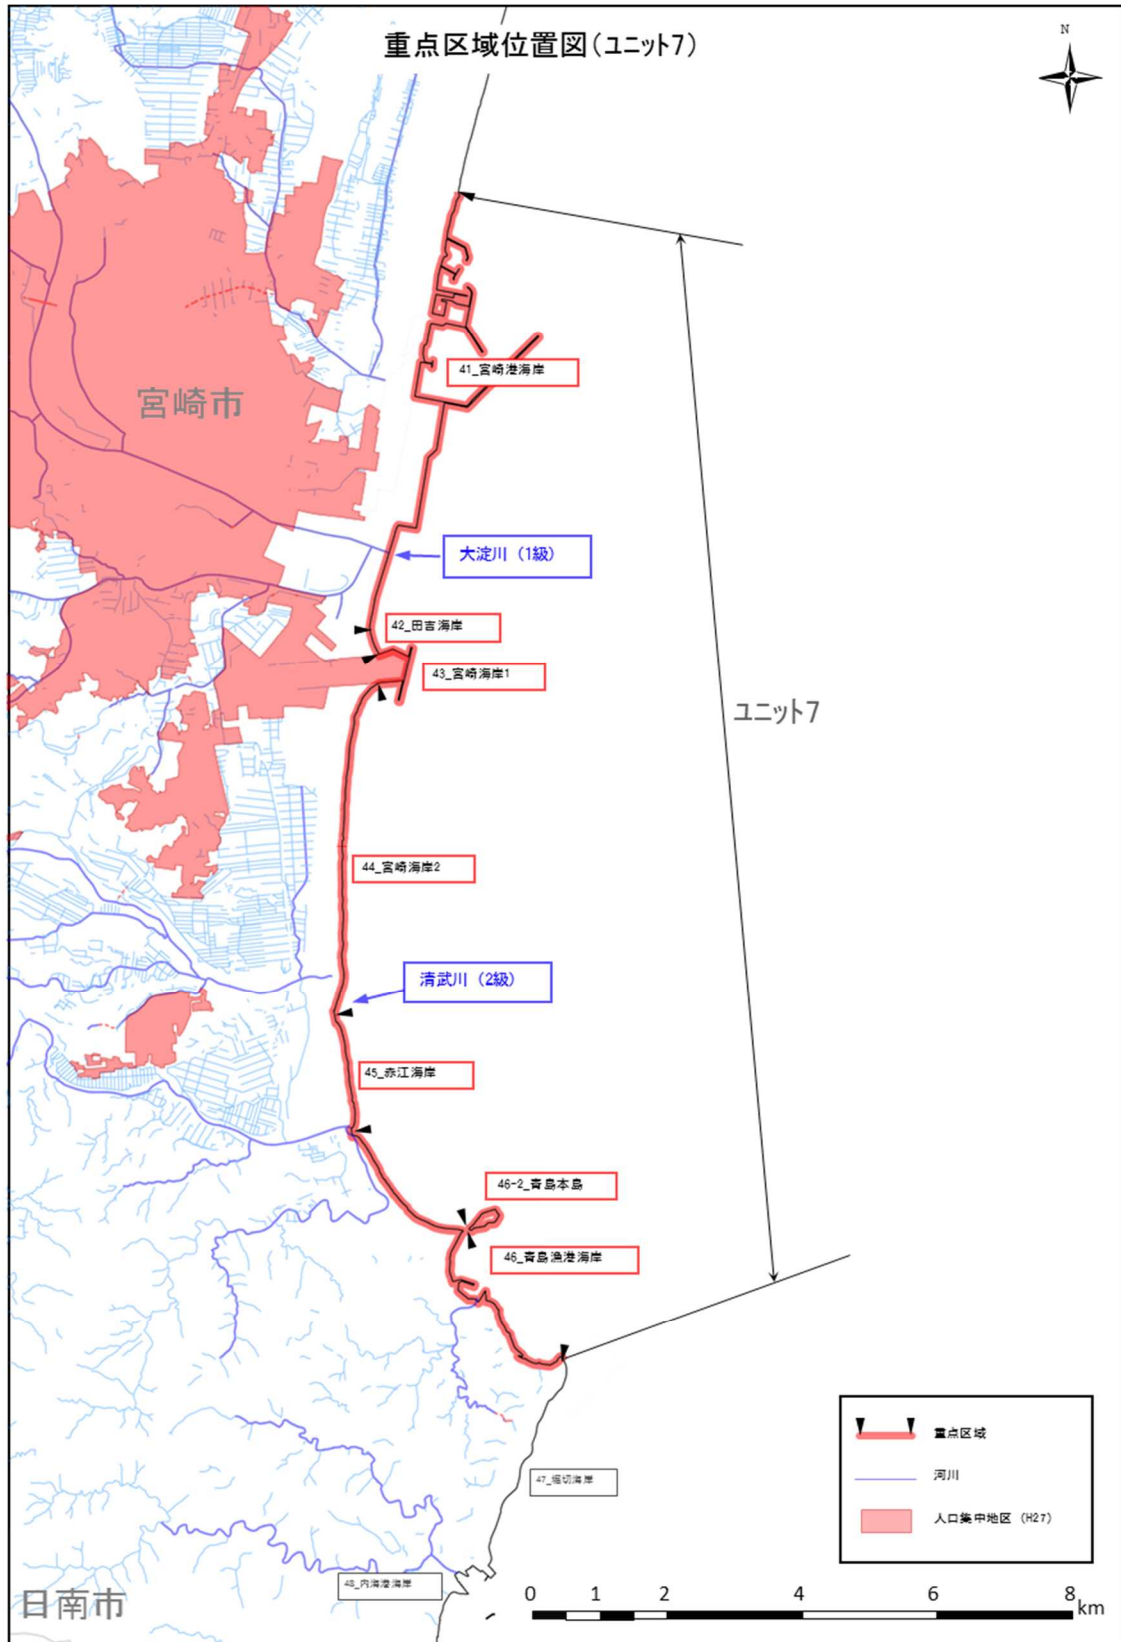 重点区域位置図(ユニット7)
N
41_宮崎港海岸
宮崎市
大淀川（1級）
42_田吉海岸
43_宮崎海岸1
ユニット7
44_宮崎海岸2
清武川（2級）
45_赤江海岸
46-2_青島本島
46_青島漁港海岸
重点区域
河川
人口集中地区（H27）
47_堀切海岸
48_内海港海岸
日南市
0 1 2 4 6 8 km